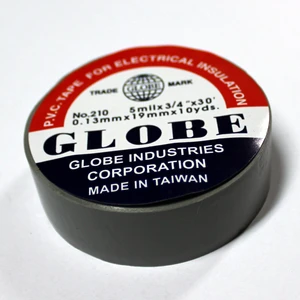 P.V.C. TAPE FOR ELECTRICAL INSULATION
TRADE MARK
GLOBE
No.210 5milx3/4"x30'
0.13mmx19mmx10yds.
GLOBE
GLOBE INDUSTRIES
CORPORATION
MADE IN TAIWAN